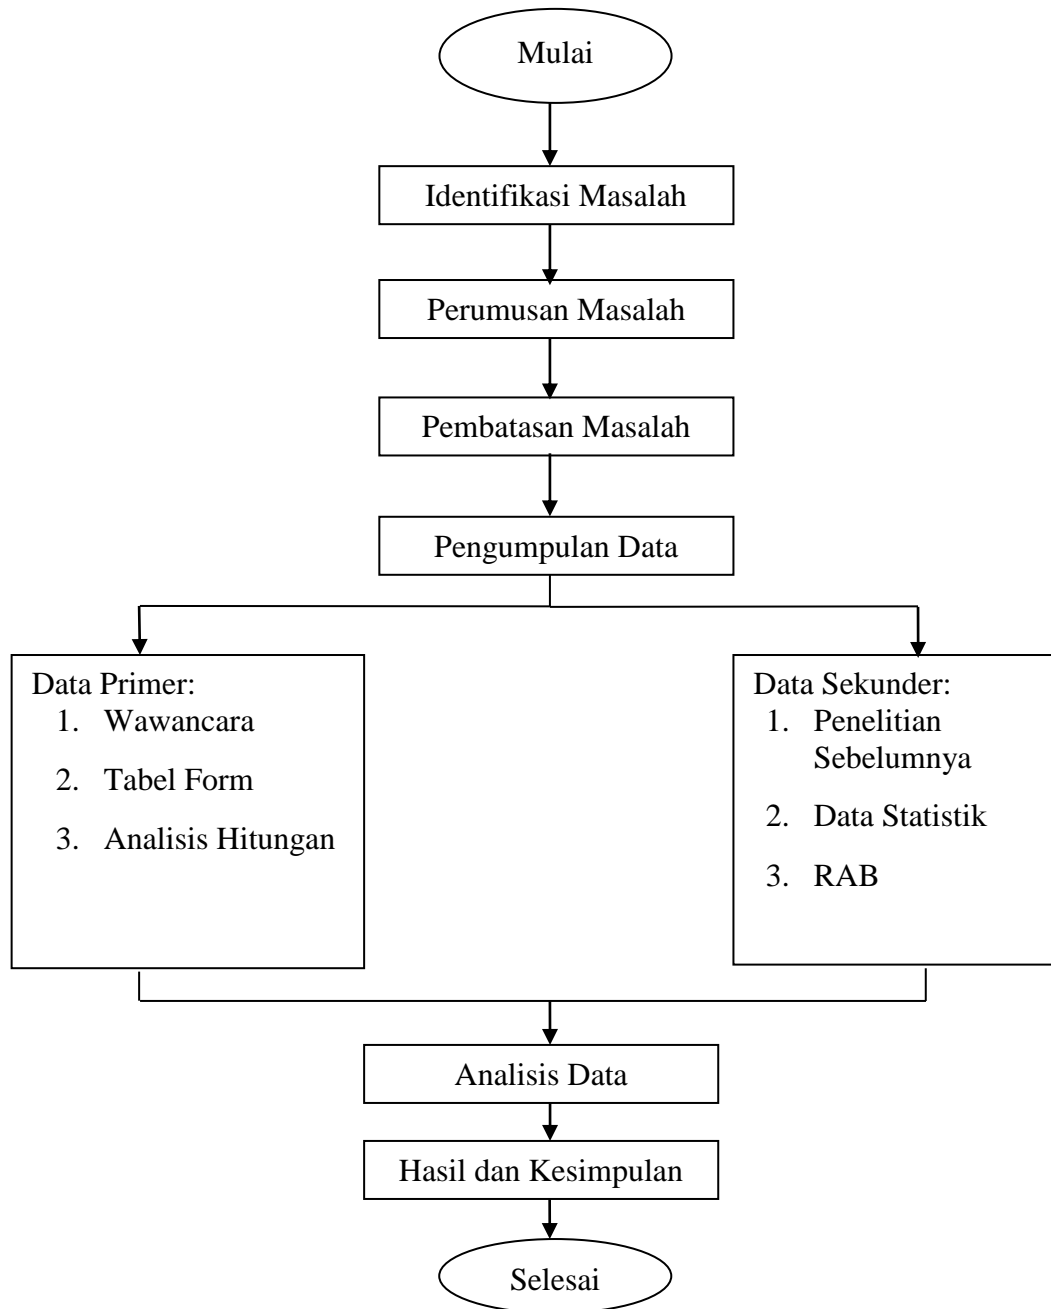 Mulai
Identifikasi Masalah
Perumusan Masalah
Pembatasan Masalah
Pengumpulan Data
Data Primer:
1. Wawancara
2. Tabel Form
3. Analisis Hitungan
Data Sekunder:
1. Penelitian
Sebelumnya
2. Data Statistik
3. RAB
Analisis Data
Hasil dan Kesimpulan
Selesai